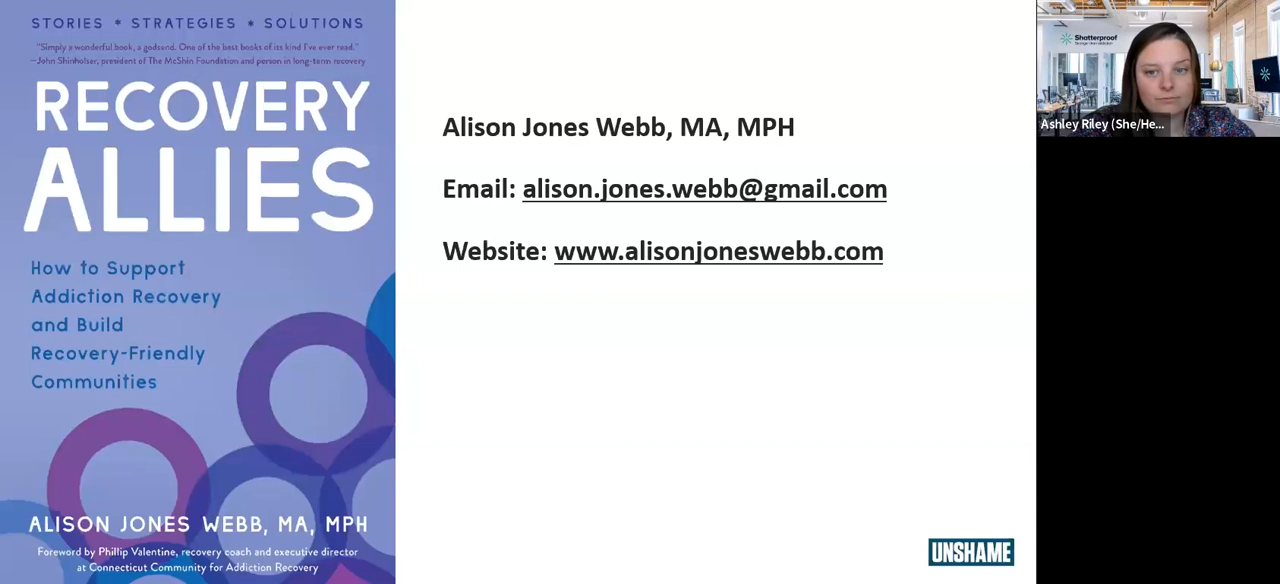 STORIES * STRATEGIES * SOLUTIONS
"Simply a wonderful book, a godsend. One of the best books of its kind I've ever read."
—John Shinholser, president of The McShin Foundation and person in long-term recovery
RECOVERY
ALLIES
How to Support
Addiction Recovery
and Build
Recovery-Friendly
Communities
ALISON JONES WEBB, MA, MPH
Foreword by Phillip Valentine, recovery coach and executive director
at Connecticut Community for Addiction Recovery
Alison Jones Webb, MA, MPH
Email: alison.jones.webb@gmail.com
Website: www.alisonjoneswebb.com
UNSHAME
Shatterproof
Ashley Riley (She/He...